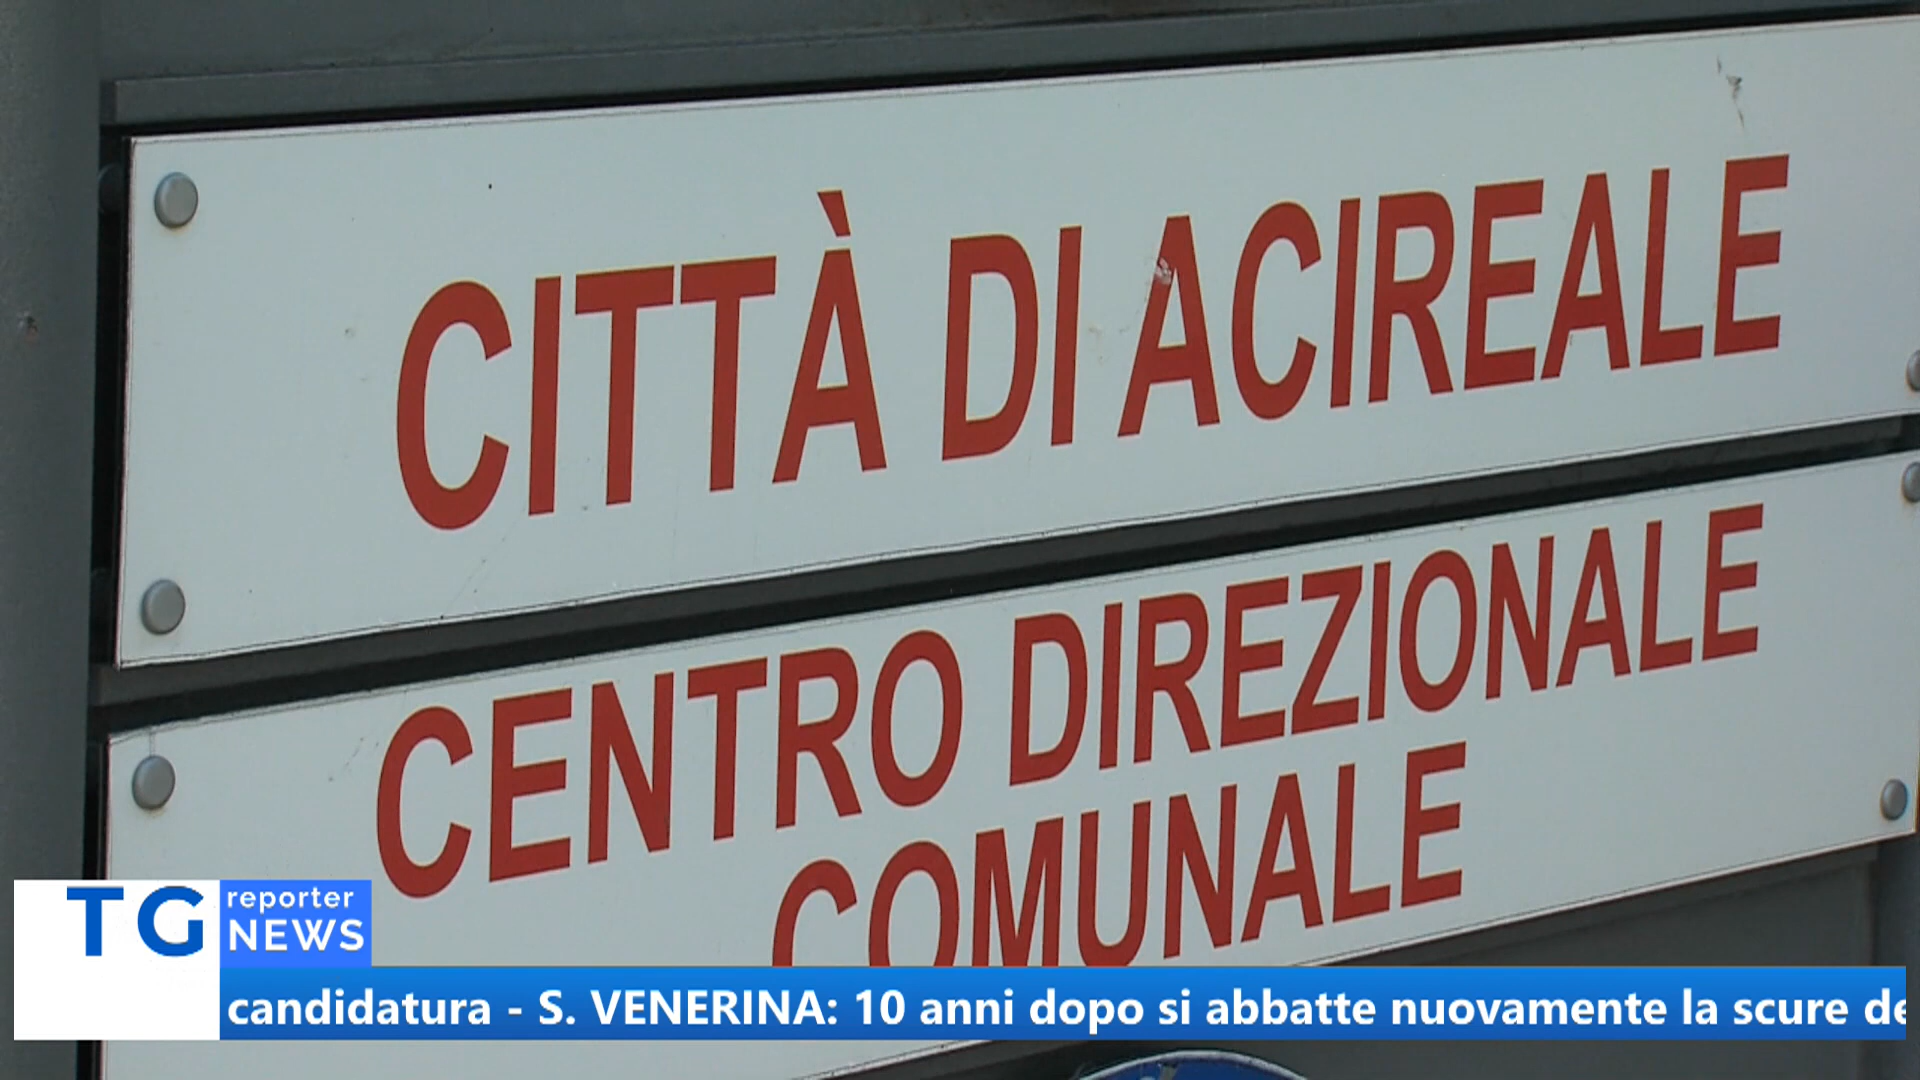 CITTÀ DI ACIREALE
CENTRO DIREZIONALE
COMUNALE
TG reporter
NEWS
candidatura - S. VENERINA: 10 anni dopo si abbatte nuovamente la scure de